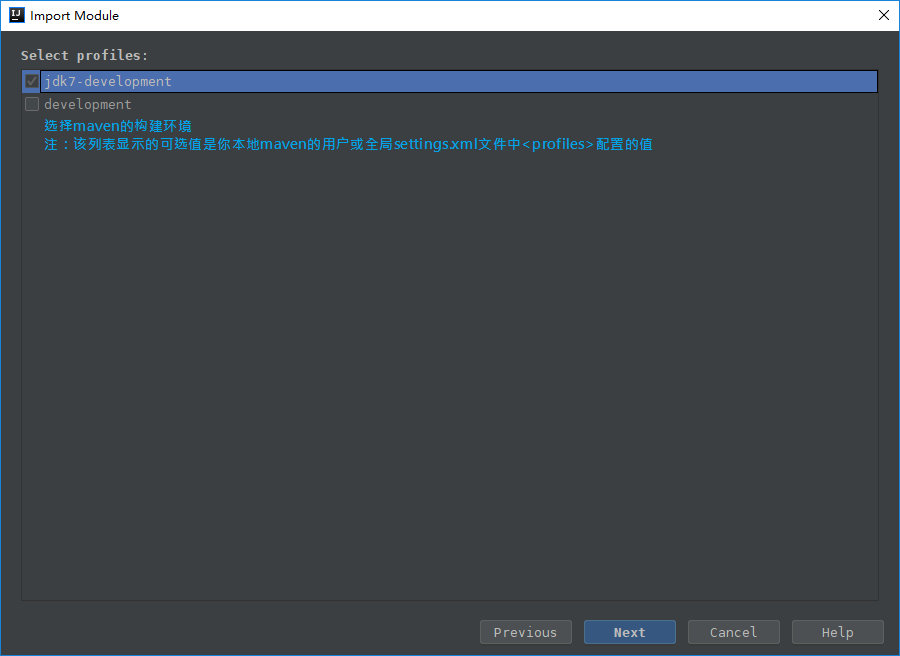 Import Module
Select profiles:
jdk7-development
development
选择maven的构建环境
注：该列表显示的可选值是你本地maven的用户或全局settings.xml文件中<profiles>配置的值
Previous
Next
Cancel
Help